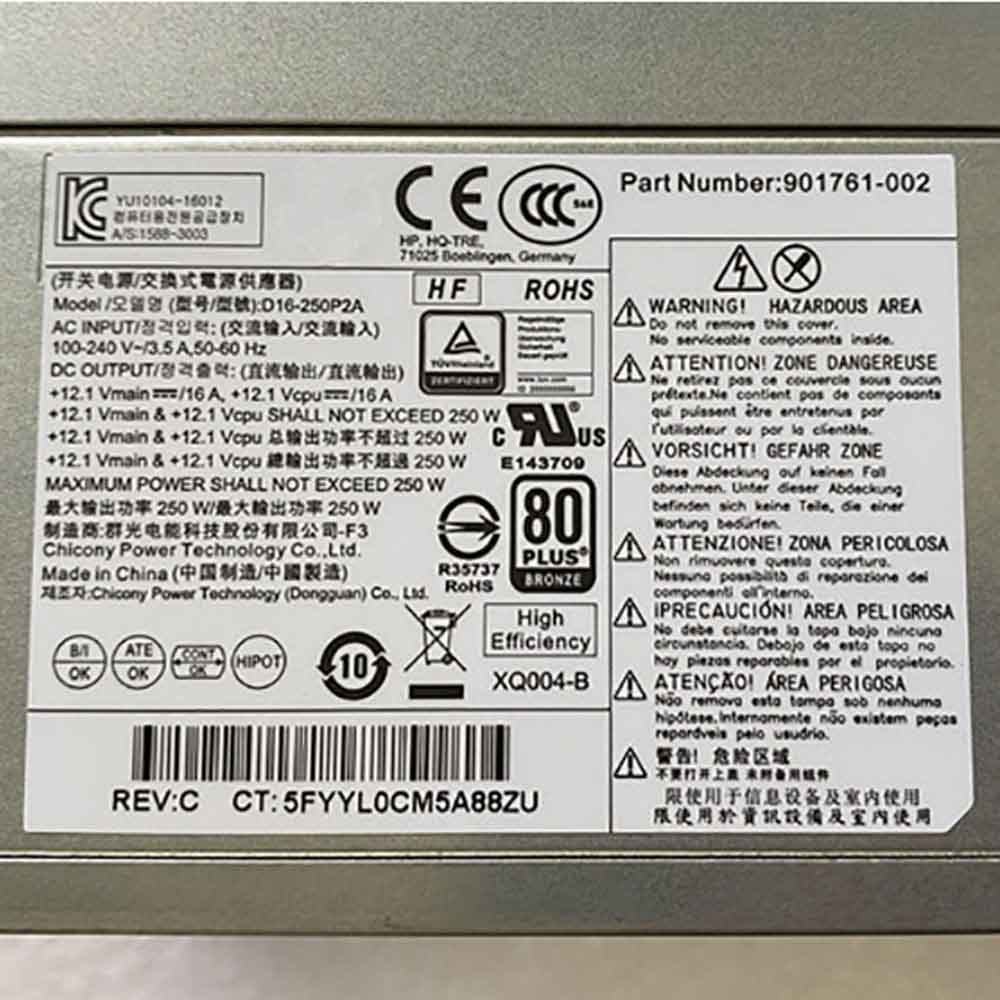 YU10104-16012
컴퓨터용전원공급장치
A/S:1588-3003
CE
CCC S&E
HP, HQ-TRE,
71025 Boeblingen, Germany
Part Number:901761-002
(开关电源/交換式電源供應器)
Model /모델명 (型号/型號):D16-250P2A
AC INPUT/정격입력: (交流输入/交流輸入)
100-240 V~/3.5 A,50-60 Hz
DC OUTPUT/정격출력: (直流输出/直流輸出)
+12.1 Vmain⎓/16 A, +12.1 Vcpu⎓/16 A
+12.1 Vmain & +12.1 Vcpu SHALL NOT EXCEED 250 W
+12.1 Vmain & +12.1 Vcpu 总输出功率不超过 250 W
+12.1 Vmain & +12.1 Vcpu 總輸出功率不超過 250 W
MAXIMUM POWER SHALL NOT EXCEED 250 W
最大输出功率 250 W/最大輸出功率 250 W
制造商:群光电能科技股份有限公司-F3
Chicony Power Technology Co.,Ltd.
Made in China (中国制造/中國製造)
제조자:Chicony Power Technology (Dongguan) Co., Ltd.
HF
ROHS
TÜVRheinland
ZERTIFIZIERT
Regelmäßige
Produktions-
überwachung
Sicherheit
Bauart geprüft
www.tuv.com
C RU® US
E143709
R35737
RoHS
80
PLUS®
BRONZE
B/I
OK
ATE
OK
CONT
OK
HIPOT
10
High
Efficiency
XQ004-B
REV:C CT: 5FYYL0CM5A88ZU
WARNING! HAZARDOUS AREA
Do not remove this cover.
No serviceable components inside.
ATTENTION! ZONE DANGEREUSE
Ne retirez pas ce couvercle sous aucun
prétexte.Ne contient pas de composants
qui puissent être entretenus par
l'utilisateur ou par la clientèle.
VORSICHT! GEFAHR ZONE
Diese Abdeckung auf keinen Fall
abnehmen. Unter dieser Abdeckung
befinden sich keine Teile, die einer
Wartung bedürfen.
ATTENZIONE! ZONA PERICOLOSA
Non rimuovere questa copertura.
Nessuna possibilità di riparazione dei
componenti all'interno.
¡PRECAUCIÓN! AREA PELIGROSA
No debe cuitarse la tapa bajo nincuna
circunstancia. Debajo de esta tapa no
hay piezas reparables por el propietario.
ATENÇÃO! ÁREA PERIGOSA
Não remova esta tampa sob nenhuma
hipótese.Internamente não existem peças
reparáveis pelo usuário.
警告! 危险区域
不要打开上盖 未附备用组件
限使用于信息设备及室内使用
限使用於資訊設備及室內使用